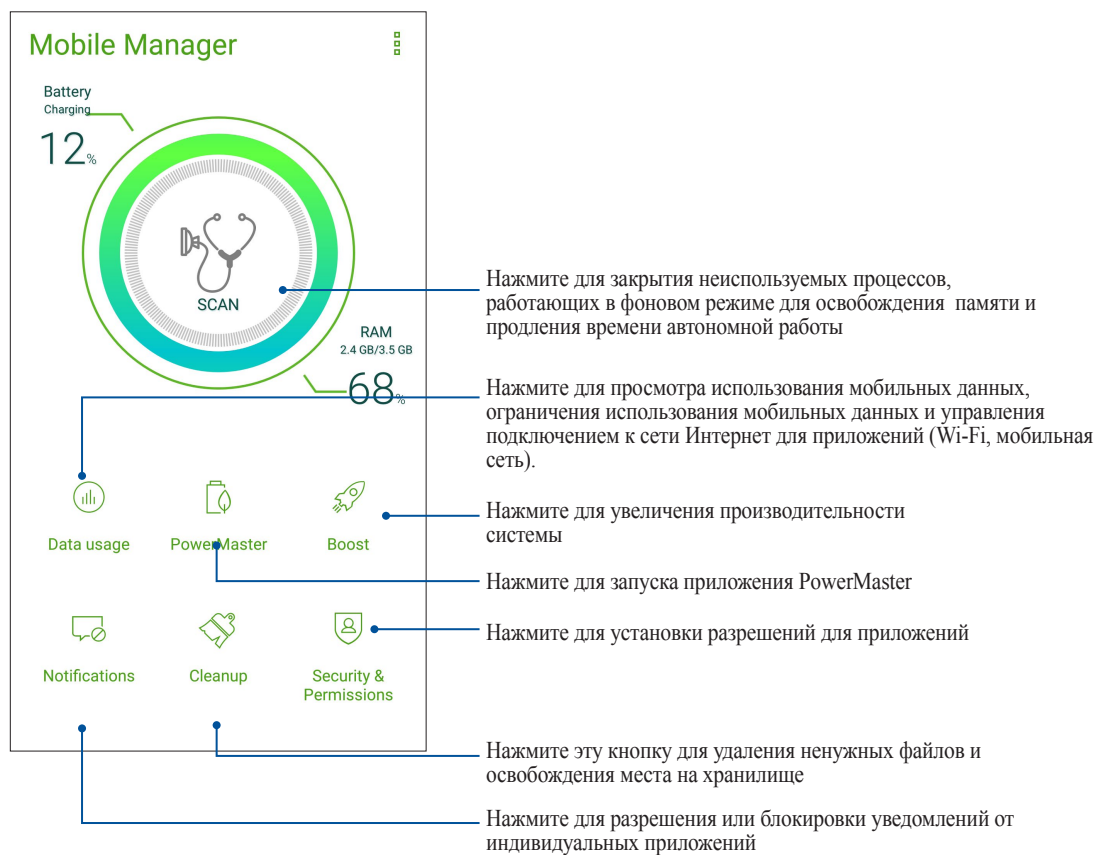 Mobile Manager
Battery
Charging
12%
SCAN
RAM
2.4 GB/3.5 GB
68%
Data usage
PowerMaster
Boost
Notifications
Cleanup
Security &
Permissions
Нажмите для закрытия неиспользуемых процессов,
работающих в фоновом режиме для освобождения памяти и
продления времени автономной работы
Нажмите для просмотра использования мобильных данных,
ограничения использования мобильных данных и управления
подключением к сети Интернет для приложений (Wi-Fi, мобильная
сеть).
Нажмите для увеличения производительности
системы
Нажмите для запуска приложения PowerMaster
Нажмите для установки разрешений для приложений
Нажмите эту кнопку для удаления ненужных файлов и
освобождения места на хранилище
Нажмите для разрешения или блокировки уведомлений от
индивидуальных приложений